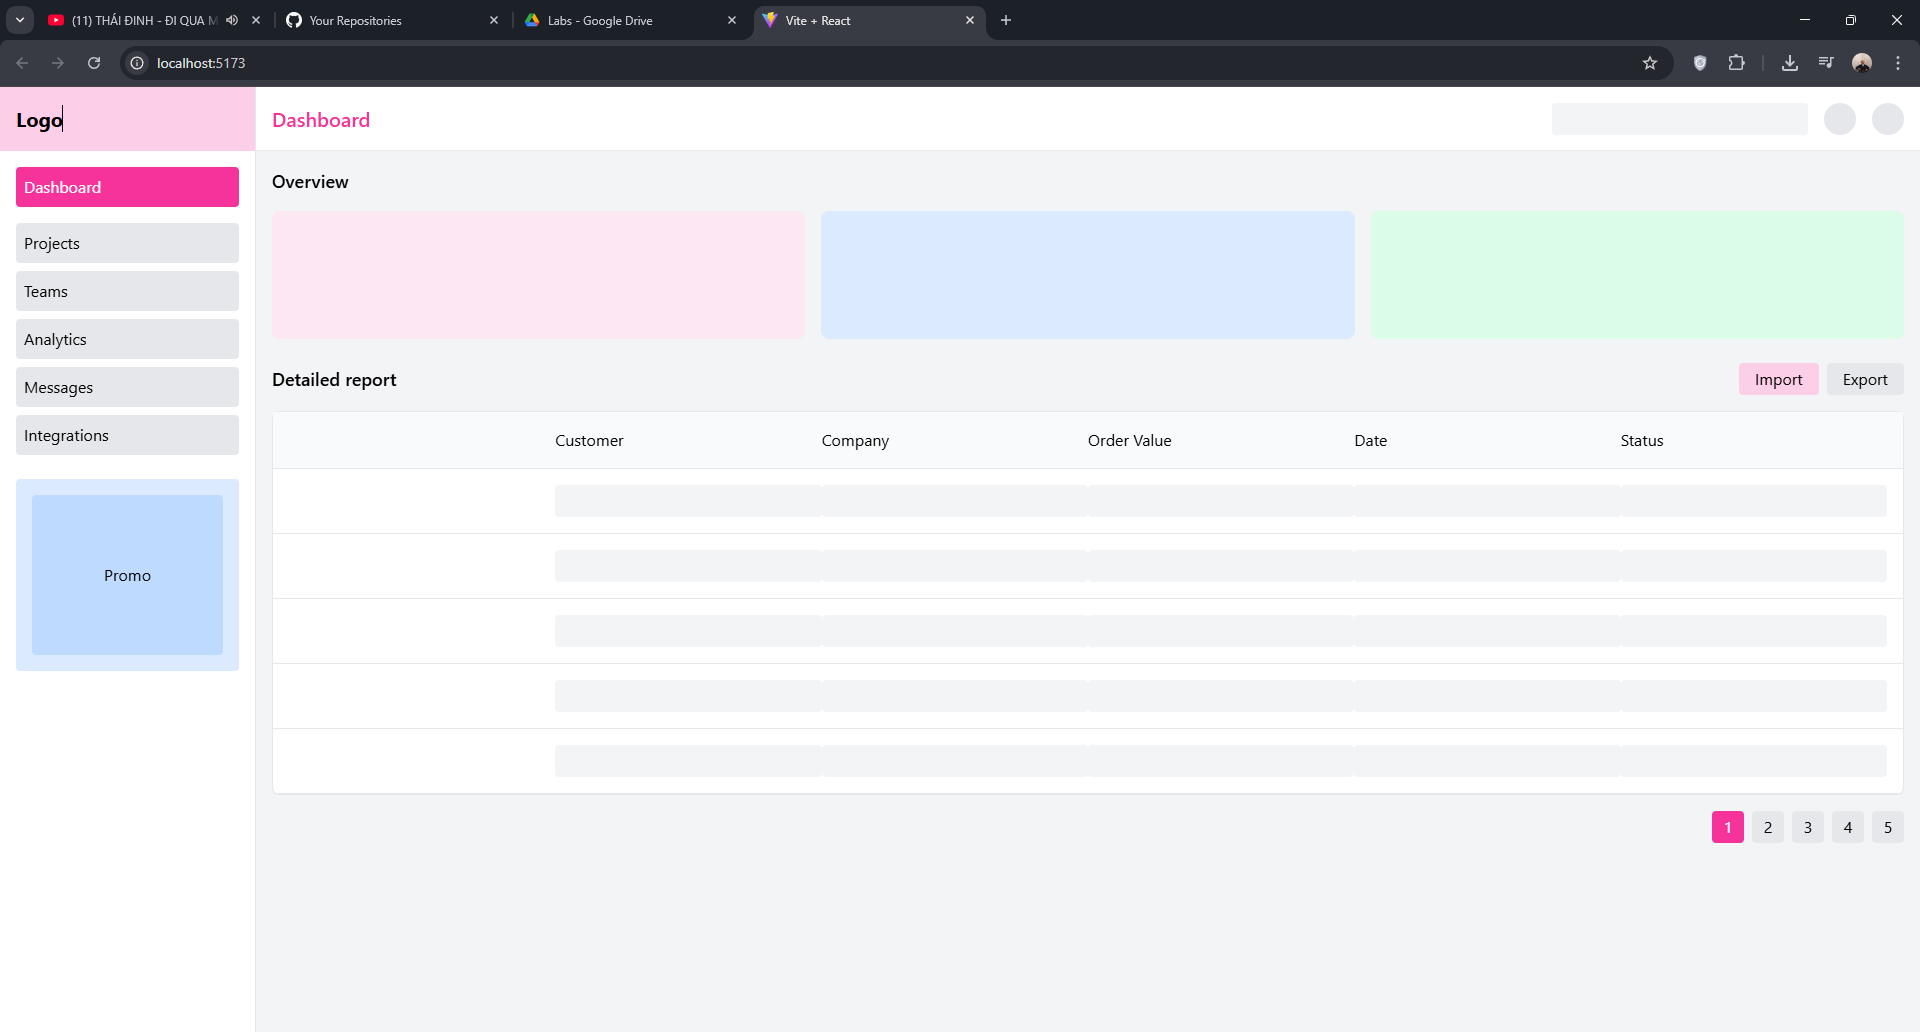 (11) THÁI ĐINH - ĐI QUA M
Your Repositories
Labs - Google Drive
Vite + React
localhost:5173
Logo
Dashboard
Dashboard
Projects
Teams
Analytics
Messages
Integrations
Promo
Overview
Detailed report
Import
Export
Customer
Company
Order Value
Date
Status
1
2
3
4
5